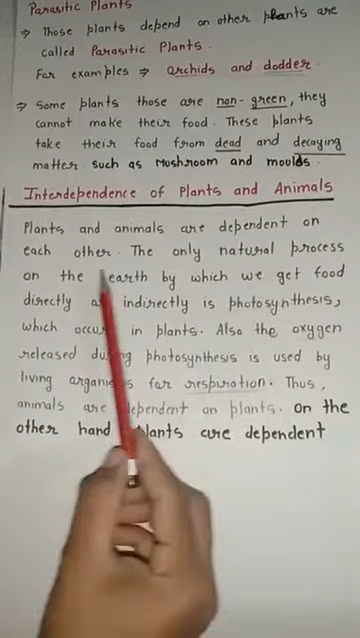 Parasitic Plants
⇒ Those plants depend on other plants are
called Parasitic Plants.
For examples ⇒ Orchids and dodder.
⇒ Some plants those are non-green, they
cannot make their food. These plants
take their food from dead and decaying
matter. such as Mushroom and moulds.
Interdependence of Plants and Animals
Plants and animals are dependent on
each other. The only natural process
on the earth by which we get food
directly indirectly is photosynthesis,
which in plants. Also the oxygen
released photosynthesis is used by
living for respiration. Thus,
animals are dependent on plants. On the
other hand plants are dependent